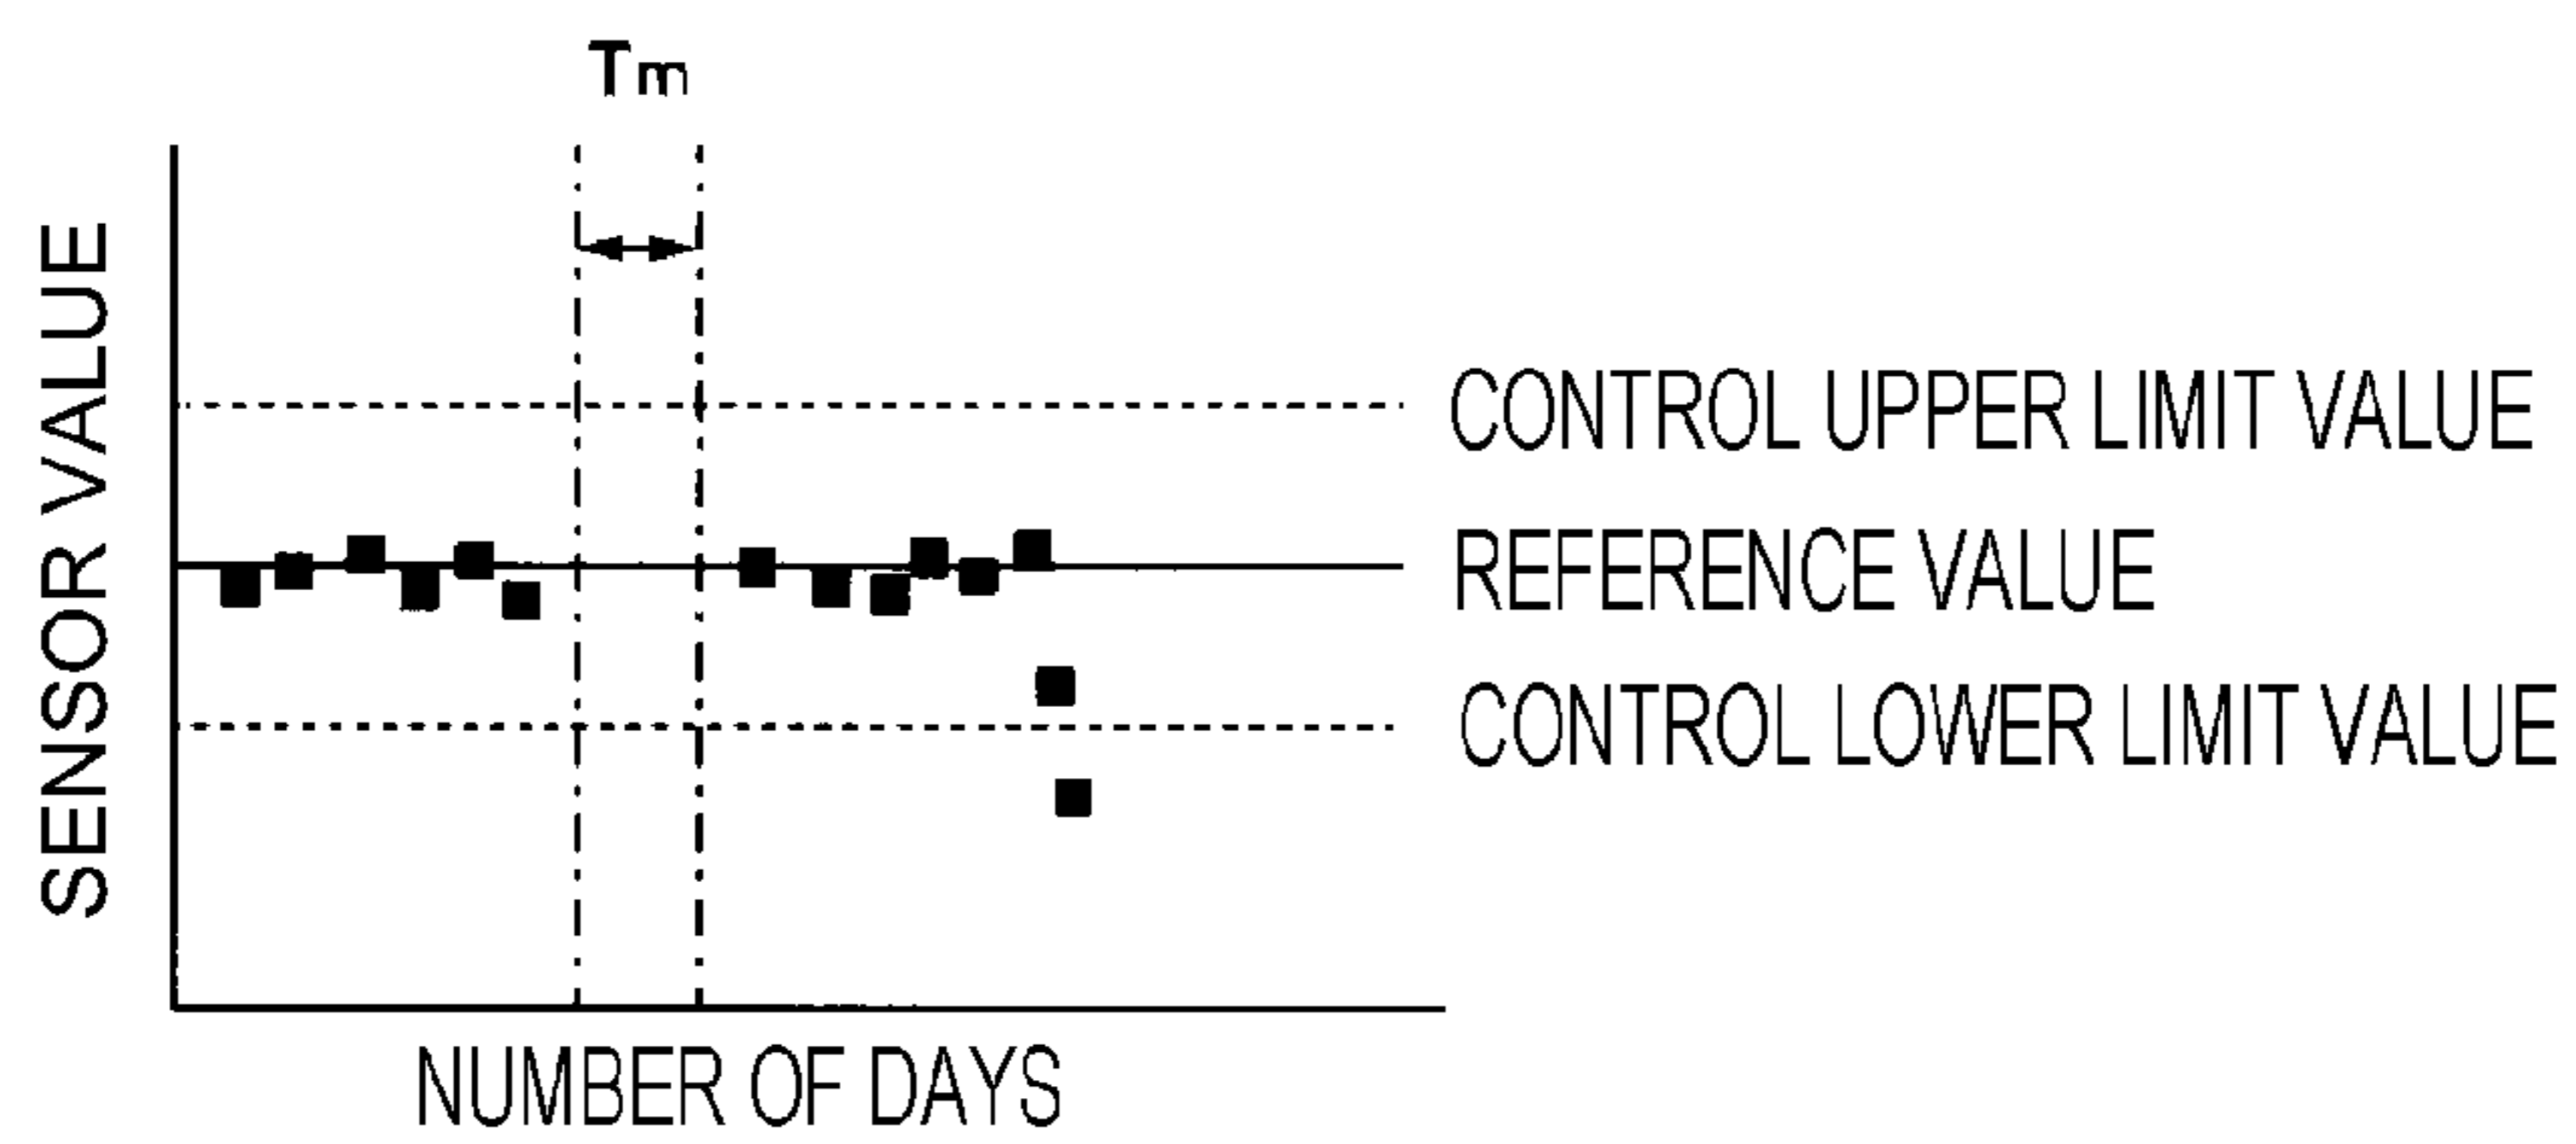 Tm
SENSOR VALUE
CONTROL UPPER LIMIT VALUE
REFERENCE VALUE
CONTROL LOWER LIMIT VALUE
NUMBER OF DAYS